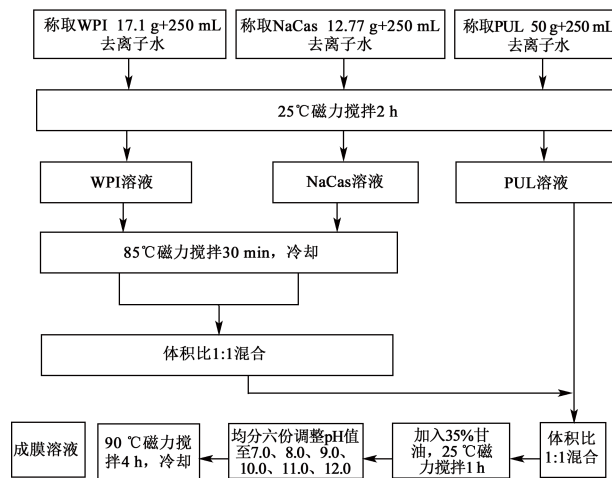 称取WPI 17.1 g+250 mL
去离子水
称取NaCas 12.77 g+250 mL
去离子水
称取PUL 50 g+250 mL
去离子水
25℃磁力搅拌2 h
WPI溶液
NaCas溶液
PUL溶液
85℃磁力搅拌30 min，冷却
体积比1:1混合
体积比
1:1混合
加入35%甘
油，25 ℃磁
力搅拌1 h
均分六份调整pH值
至7.0、8.0、9.0、
10.0、11.0、12.0
90 ℃磁力搅
拌4 h，冷却
成膜溶液